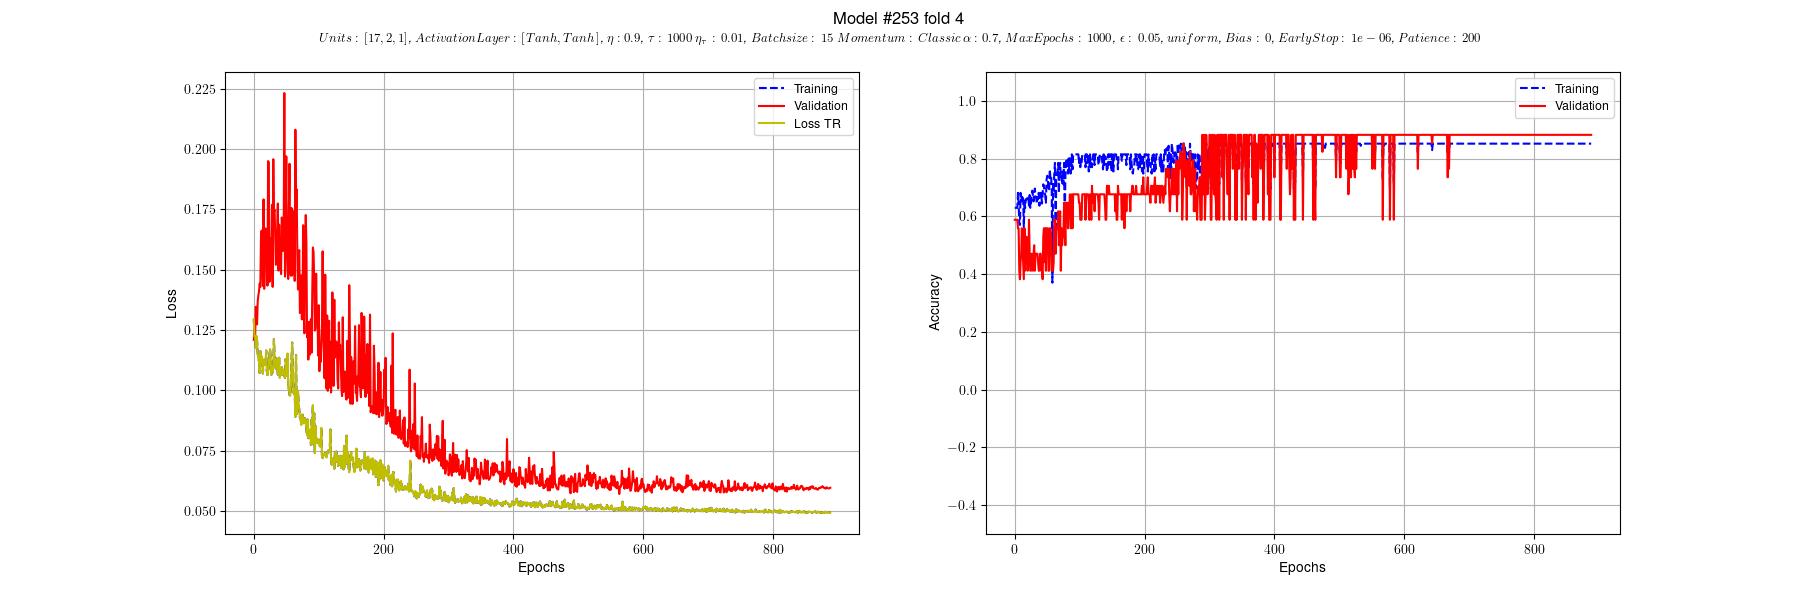 Model #253 fold 4
Units : [17, 2, 1], ActivationLayer : [Tanh, Tanh], η : 0.9, τ : 1000 ητ : 0.01, Batchsize : 15 Momentum : Classic α : 0.7, MaxEpochs : 1000, ϵ : 0.05, uniform, Bias : 0, EarlyStop : 1e − 06, Patience : 200
0.225
0.200
0.175
0.150
0.125
0.100
0.075
0.050
Loss
0
200
400
600
800
Epochs
Training
Validation
Loss TR
1.0
0.8
0.6
0.4
0.2
0.0
−0.2
−0.4
Accuracy
0
200
400
600
800
Epochs
Training
Validation